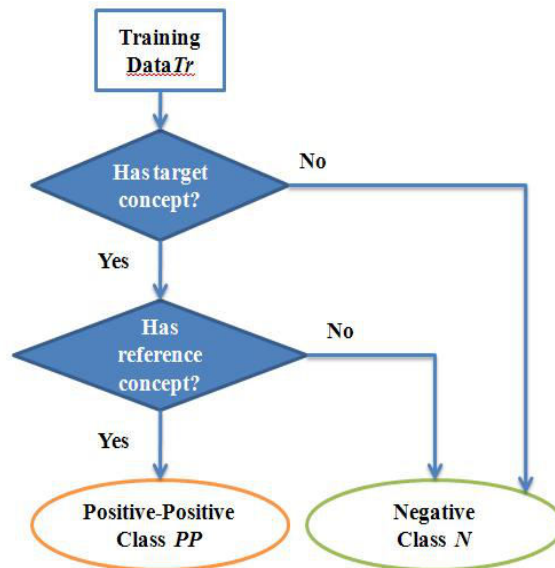 Training
DataTr
Has target
concept?
No
Yes
Has
reference
concept?
No
Yes
Positive-Positive
Class PP
Negative
Class N